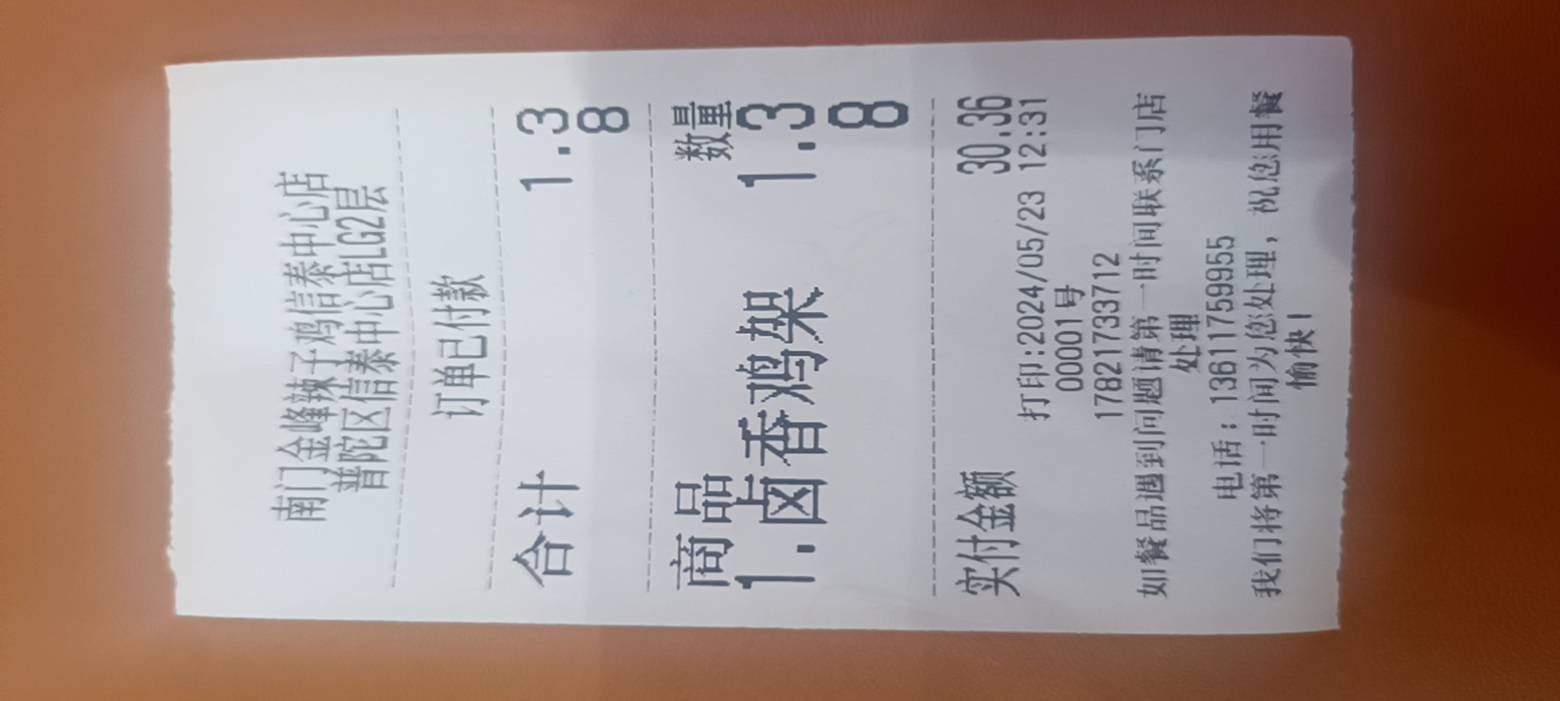 南门金峰辣子鸡信泰中心店
普陀区信泰中心店LG2层
订单已付款
合计 1.3
8
商品 数量
1.卤香鸡架 1.3
8
实付金额 30.36
打印:2024/05/23 12:31
00001号
17821733712
如餐品遇到问题请第一时间联系门店
处理
电话：13611759955
我们将第一时间为您处理，祝您用餐
愉快！